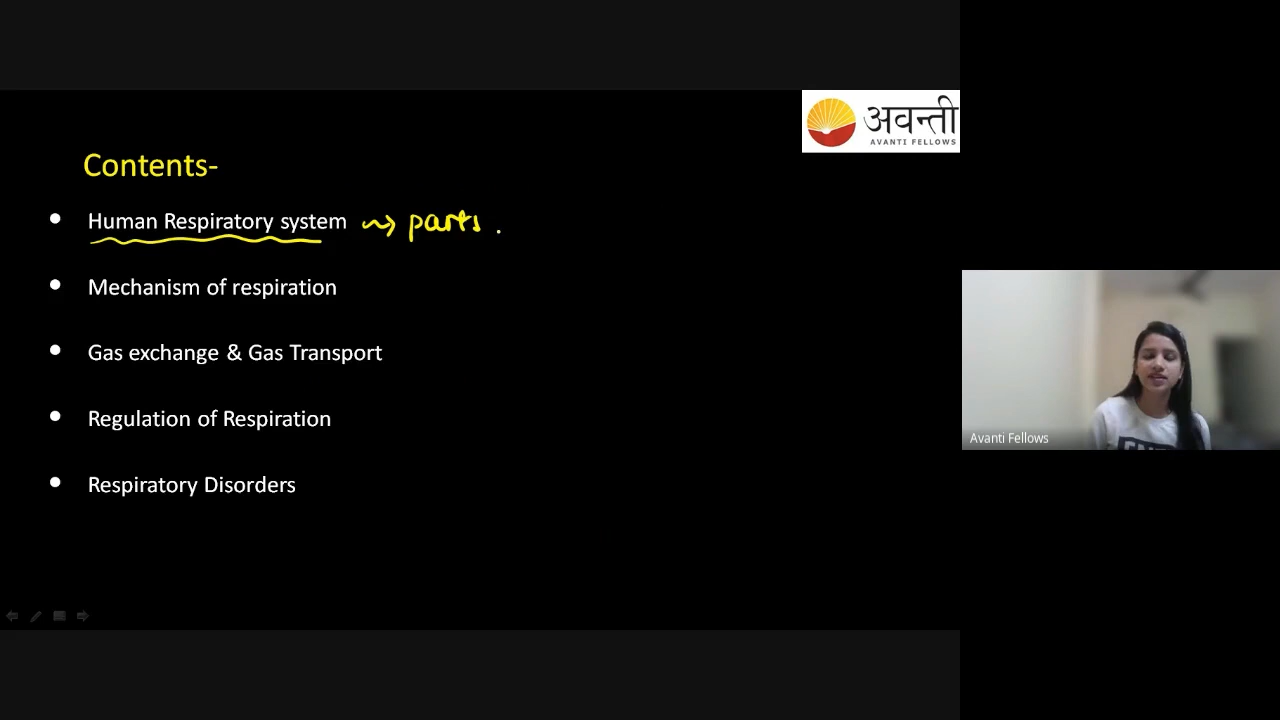 अवन्ती
AVANTI FELLOWS
Contents-
• Human Respiratory system ⇝ parts .
• Mechanism of respiration
• Gas exchange & Gas Transport
• Regulation of Respiration
• Respiratory Disorders
Avanti Fellows